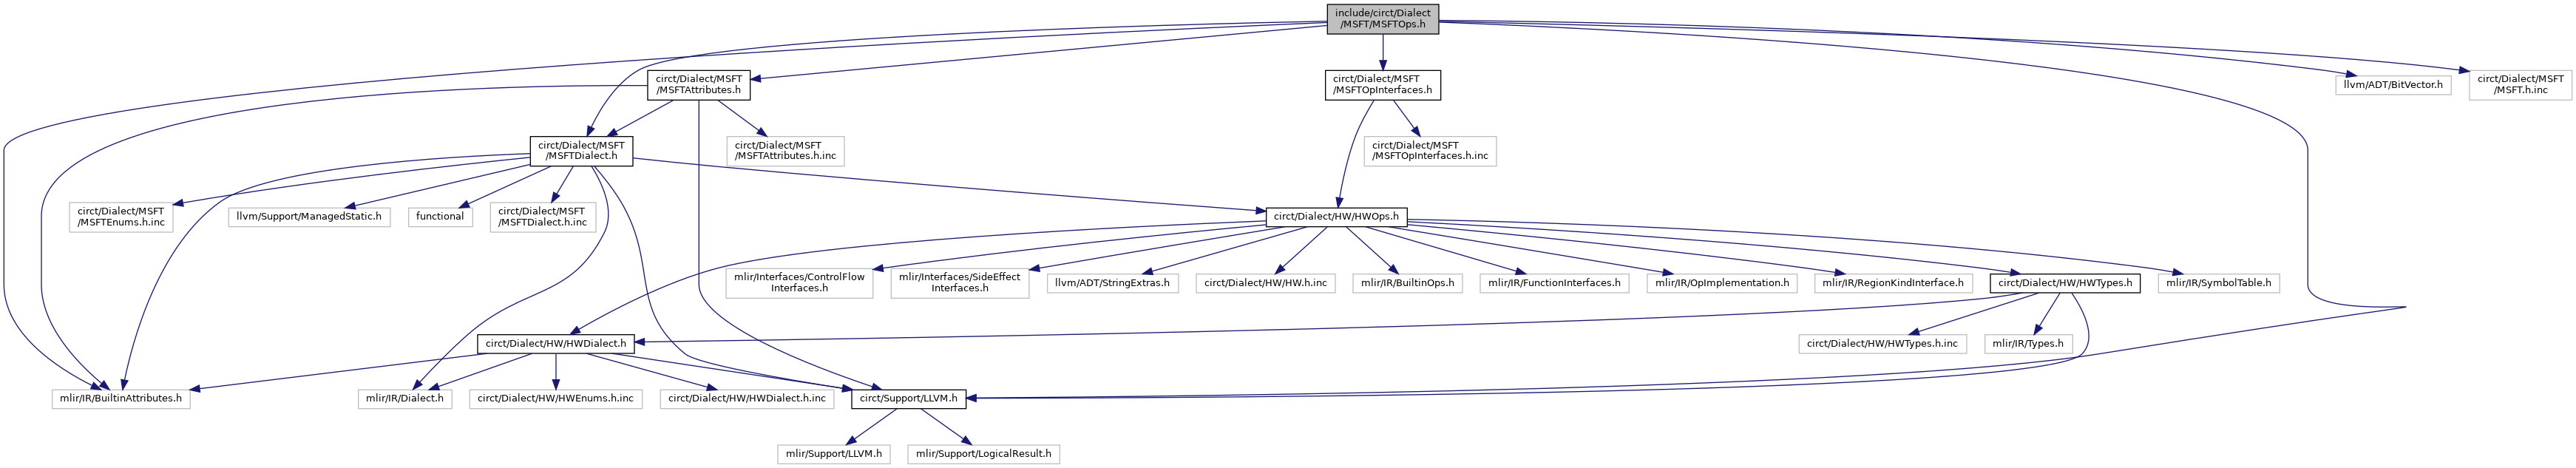 include/circt/Dialect
/MSFT/MSFTOps.h
circt/Dialect/MSFT
/MSFTAttributes.h
circt/Dialect/MSFT
/MSFTOpInterfaces.h
llvm/ADT/BitVector.h
circt/Dialect/MSFT
/MSFT.h.inc
circt/Dialect/MSFT
/MSFTDialect.h
circt/Dialect/MSFT
/MSFTAttributes.h.inc
circt/Dialect/MSFT
/MSFTOpInterfaces.h.inc
circt/Dialect/MSFT
/MSFTEnums.h.inc
llvm/Support/ManagedStatic.h
functional
circt/Dialect/MSFT
/MSFTDialect.h.inc
circt/Dialect/HW/HWOps.h
mlir/Interfaces/ControlFlow
Interfaces.h
mlir/Interfaces/SideEffect
Interfaces.h
llvm/ADT/StringExtras.h
circt/Dialect/HW/HW.h.inc
mlir/IR/BuiltinOps.h
mlir/IR/FunctionInterfaces.h
mlir/IR/OpImplementation.h
mlir/IR/RegionKindInterface.h
circt/Dialect/HW/HWTypes.h
mlir/IR/SymbolTable.h
circt/Dialect/HW/HWDialect.h
circt/Dialect/HW/HWTypes.h.inc
mlir/IR/Types.h
mlir/IR/BuiltinAttributes.h
mlir/IR/Dialect.h
circt/Dialect/HW/HWEnums.h.inc
circt/Dialect/HW/HWDialect.h.inc
circt/Support/LLVM.h
mlir/Support/LLVM.h
mlir/Support/LogicalResult.h